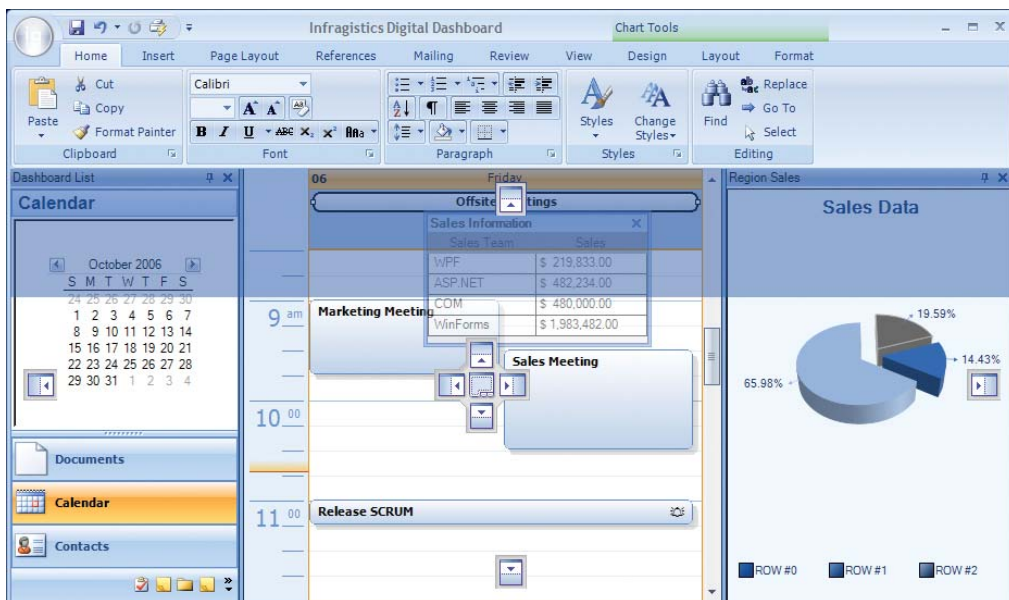 Infragistics Digital Dashboard
Chart Tools
Home Insert Page Layout References Mailing Review View Design Layout Format
Paste
Cut
Copy
Format Painter
Clipboard
Calibri
A A Aa
B I U ABC X₂ X² Aa
Font
Paragraph
Styles
Change Styles
Styles
Find
Replace
Go To
Select
Editing
Dashboard List
Calendar
October 2006
S M T W T F S
24 25 26 27 28 29 30
1 2 3 4 5 6 7
8 9 10 11 12 13 14
15 16 17 18 19 20 21
22 23 24 25 26 27 28
29 30 31 1 2 3 4
Documents
Calendar
Contacts
06 Friday
Sales Information
Sales Team Sales
WPF $ 219,833.00
ASP.NET $ 482,234.00
COM $ 480,000.00
WinForms $ 1,983,482.00
9 am
Marketing Meeting
Sales Meeting
10 00
11 00
Release SCRUM
Region Sales
Sales Data
19.59%
14.43%
65.98%
ROW #0 ROW #1 ROW #2